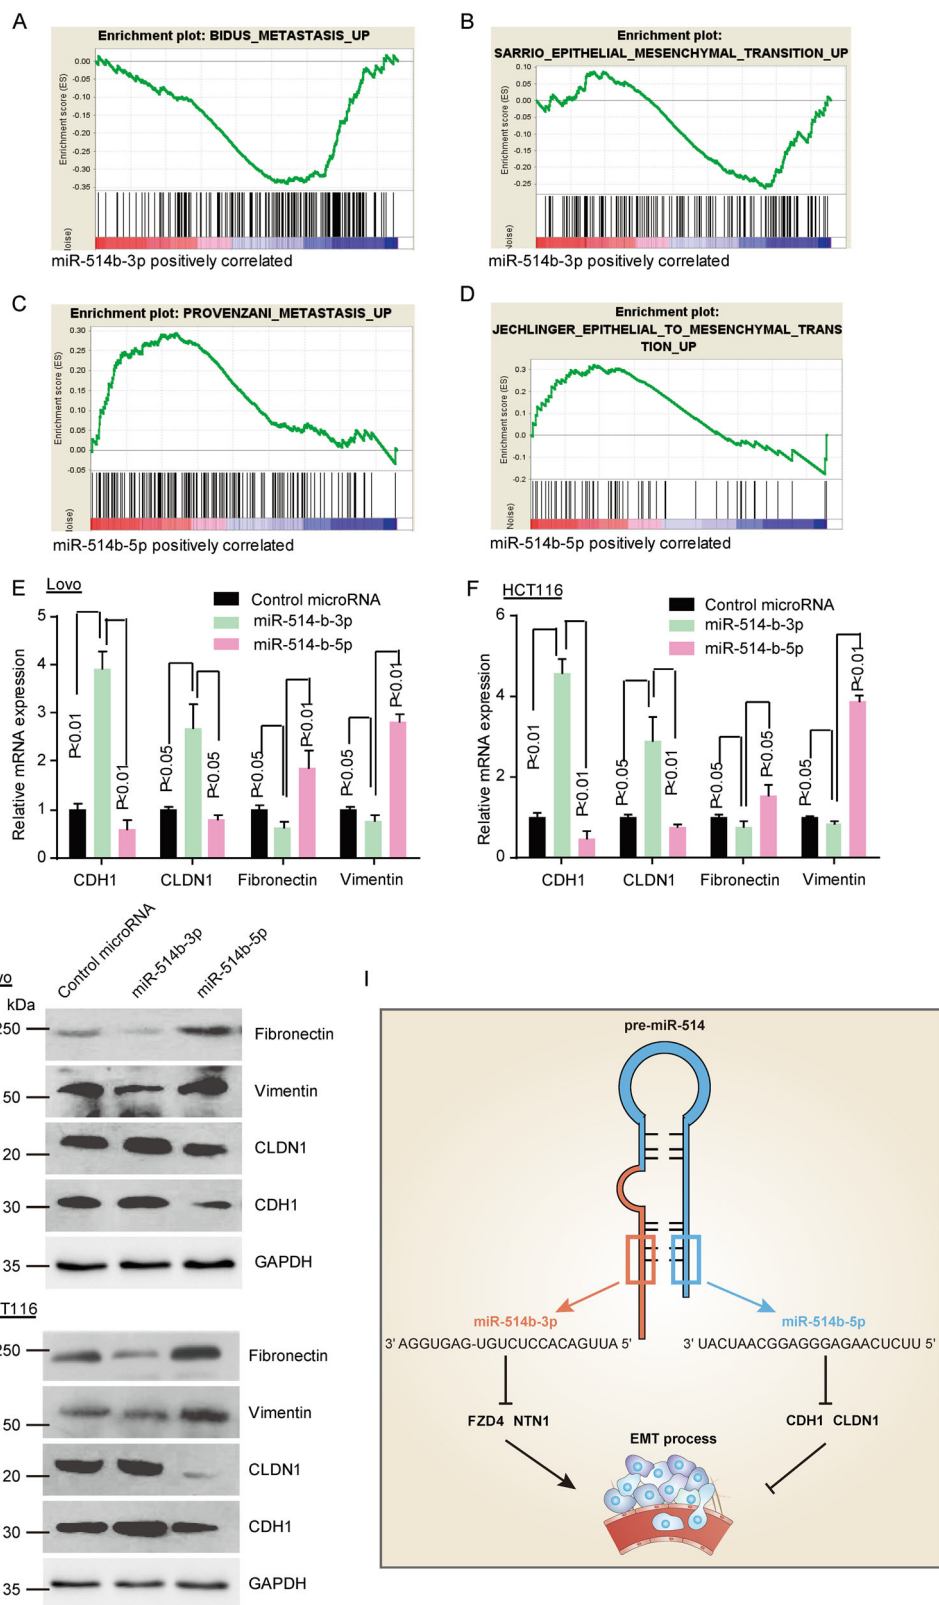 A
Enrichment plot: BIDUS_METASTASIS_UP
Enrichment score (ES)
0.00
-0.05
-0.10
-0.15
-0.20
-0.25
-0.30
-0.35
miR-514b-3p positively correlated
B
Enrichment plot:
SARRIO_EPITHELIAL_MESENCHYMAL_TRANSITION_UP
Enrichment score (ES)
0.10
0.05
0.00
-0.05
-0.10
-0.15
-0.20
-0.25
miR-514b-3p positively correlated
C
Enrichment plot: PROVENZANI_METASTASIS_UP
Enrichment score (ES)
0.30
0.25
0.20
0.15
0.10
0.05
0.00
-0.05
miR-514b-5p positively correlated
D
Enrichment plot:
JECHLINGER_EPITHELIAL_TO_MESENCHYMAL_TRANS
TION_UP
Enrichment score (ES)
0.3
0.2
0.1
0.0
-0.1
-0.2
Noise)
miR-514b-5p positively correlated
E
Lovo
Control microRNA
miR-514-b-3p
miR-514-b-5p
Relative mRNA expression
5
4
3
2
1
0
P<0.01
P<0.01
P<0.05
P<0.05
P<0.05
P<0.01
P<0.05
P<0.01
CDH1 CLDN1 Fibronectin Vimentin
F
HCT116
Control microRNA
miR-514-b-3p
miR-514-b-5p
Relative mRNA expression
6
4
2
0
P<0.01
P<0.01
P<0.05
P<0.01
P<0.05
P<0.05
P<0.05
P<0.01
CDH1 CLDN1 Fibronectin Vimentin
Control microRNA
miR-514b-3p
miR-514b-5p
vo
kDa
250
Fibronectin
50
Vimentin
20
CLDN1
30
CDH1
35
GAPDH
T116
250
Fibronectin
50
Vimentin
20
CLDN1
30
CDH1
35
GAPDH
I
pre-miR-514
miR-514b-3p
3' AGGUGAG-UGUCUCCACAGUUA 5'
miR-514b-5p
3' UACUAACGGAGGGAGAACUCUU 5'
FZD4 NTN1
CDH1 CLDN1
EMT process